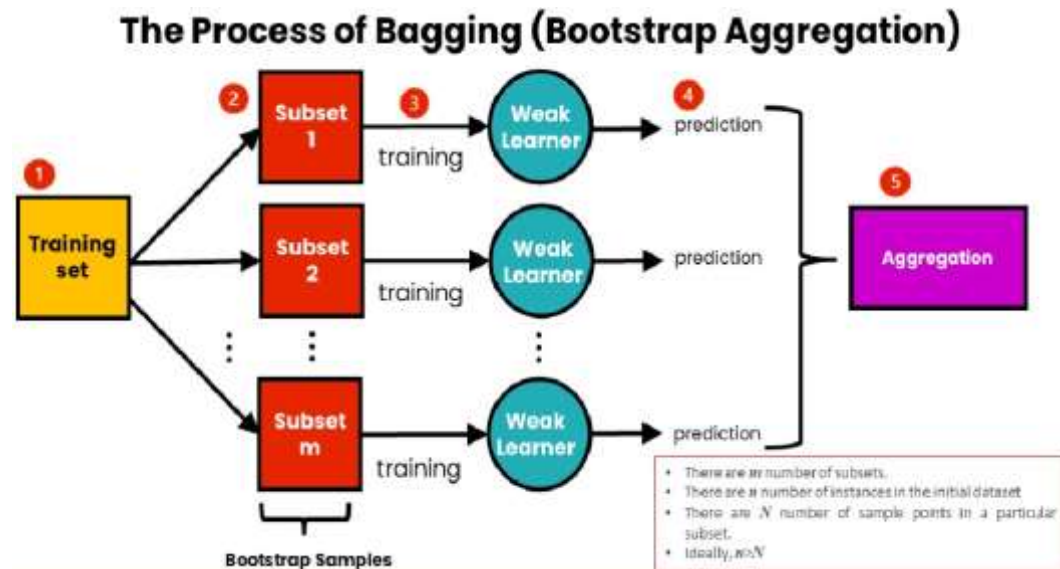 The Process of Bagging (Bootstrap Aggregation)
1
Training
set
2
Subset
1
3
training
Weak
Learner
4
prediction
Subset
2
training
Weak
Learner
prediction
Subset
m
training
Weak
Learner
prediction
5
Aggregation
Bootstrap Samples
• There are m number of subsets.
• There are n number of instances in the initial dataset
• There are N number of sample points in a particular
subset.
• Ideally, n>N